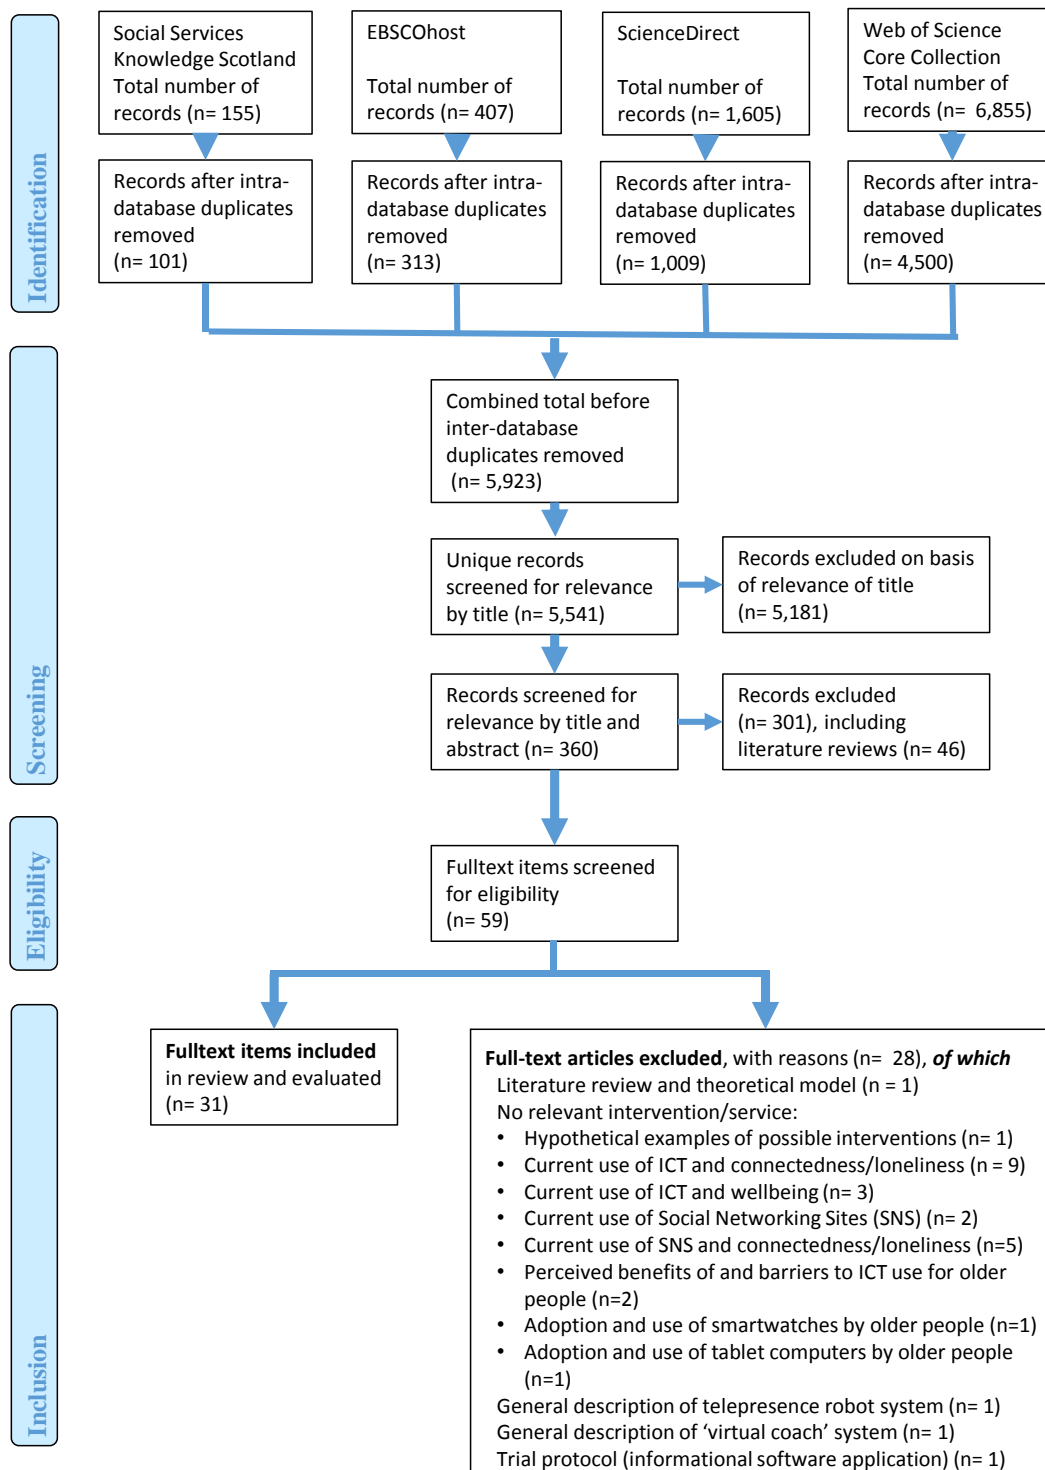 Identification
Social Services
Knowledge Scotland
Total number of
records (n= 155)
EBSCOhost
Total number of
records (n= 407)
ScienceDirect
Total number of
records (n= 1,605)
Web of Science
Core Collection
Total number of
records (n=  6,855)
Records after intra-
database duplicates
removed
(n= 101)
Records after intra-
database duplicates
removed
(n= 313)
Records after intra-
database duplicates
removed
(n= 1,009)
Records after intra-
database duplicates
removed
(n= 4,500)
Screening
Combined total before
inter-database
duplicates removed
(n= 5,923)
Unique records
screened for relevance
by title (n= 5,541)
Records excluded on basis
of relevance of title
(n= 5,181)
Records screened for
relevance by title and
abstract (n= 360)
Records excluded
(n= 301), including
literature reviews (n= 46)
Eligibility
Fulltext items screened
for eligibility
(n= 59)
Inclusion
Fulltext items included
in review and evaluated
(n= 31)
Full-text articles excluded, with reasons (n=  28), of which
Literature review and theoretical model (n = 1)
No relevant intervention/service:
• Hypothetical examples of possible interventions (n= 1)
• Current use of ICT and connectedness/loneliness (n = 9)
• Current use of ICT and wellbeing (n= 3)
• Current use of Social Networking Sites (SNS) (n= 2)
• Current use of SNS and connectedness/loneliness (n=5)
• Perceived benefits of and barriers to ICT use for older
people (n=2)
• Adoption and use of smartwatches by older people (n=1)
• Adoption and use of tablet computers by older people
(n=1)
General description of telepresence robot system (n= 1)
General description of ‘virtual coach’ system (n= 1)
Trial protocol (informational software application) (n= 1)